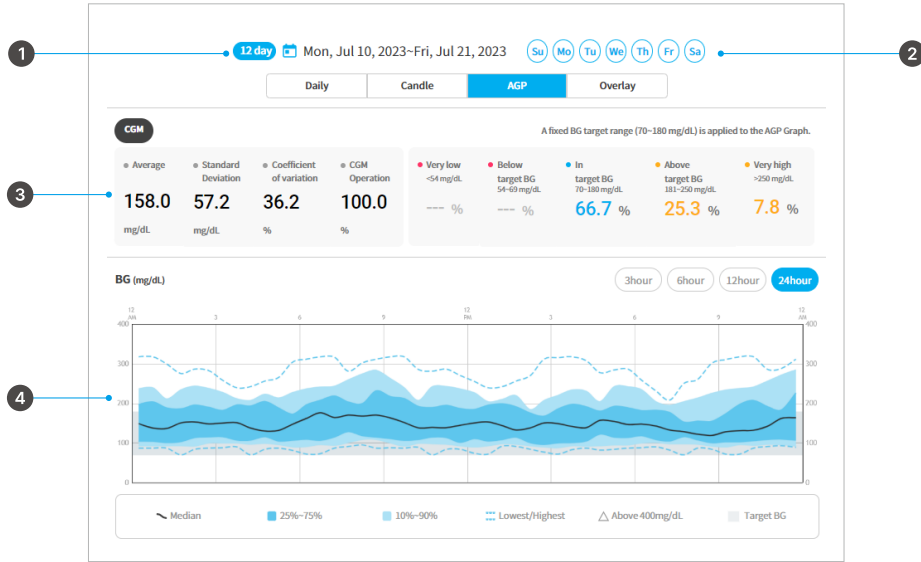 1
12 day Mon, Jul 10, 2023~Fri, Jul 21, 2023 Su Mo Tu We Th Fr Sa
2
Daily Candle AGP Overlay
CGM
A fixed BG target range (70~180 mg/dL) is applied to the AGP Graph.
3
Average
158.0
mg/dL
Standard
Deviation
57.2
mg/dL
Coefficient
of variation
36.2
%
CGM
Operation
100.0
%
Very low
<54 mg/dL
--- %
Below
target BG
54~69 mg/dL
--- %
In
target BG
70~180 mg/dL
66.7 %
Above
target BG
181~250 mg/dL
25.3 %
Very high
>250 mg/dL
7.8 %
BG (mg/dL)
3hour 6hour 12hour 24hour
12 AM 3 6 9 12 PM 3 6 9 12 AM
400 400
300 300
4
200 200
100 100
0 0
Median 25%~75% 10%~90% Lowest/Highest Above 400mg/dL Target BG